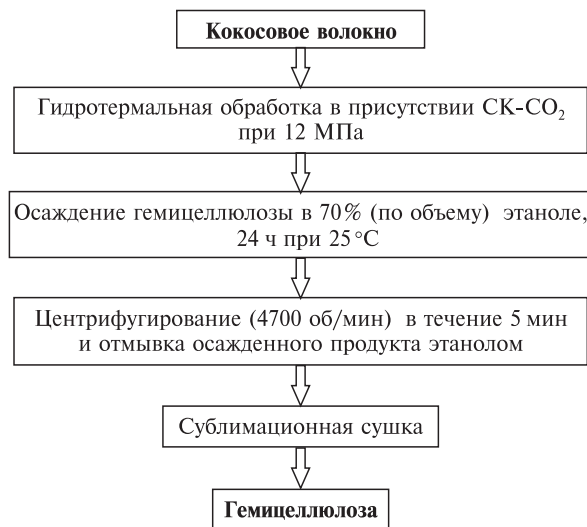 Кокосовое волокно
Гидротермальная обработка в присутствии СК-CO₂
при 12 МПа
Осаждение гемицеллюлозы в 70% (по объему) этаноле,
24 ч при 25 °С
Центрифугирование (4700 об/мин) в течение 5 мин
и отмывка осажденного продукта этанолом
Сублимационная сушка
Гемицеллюлоза